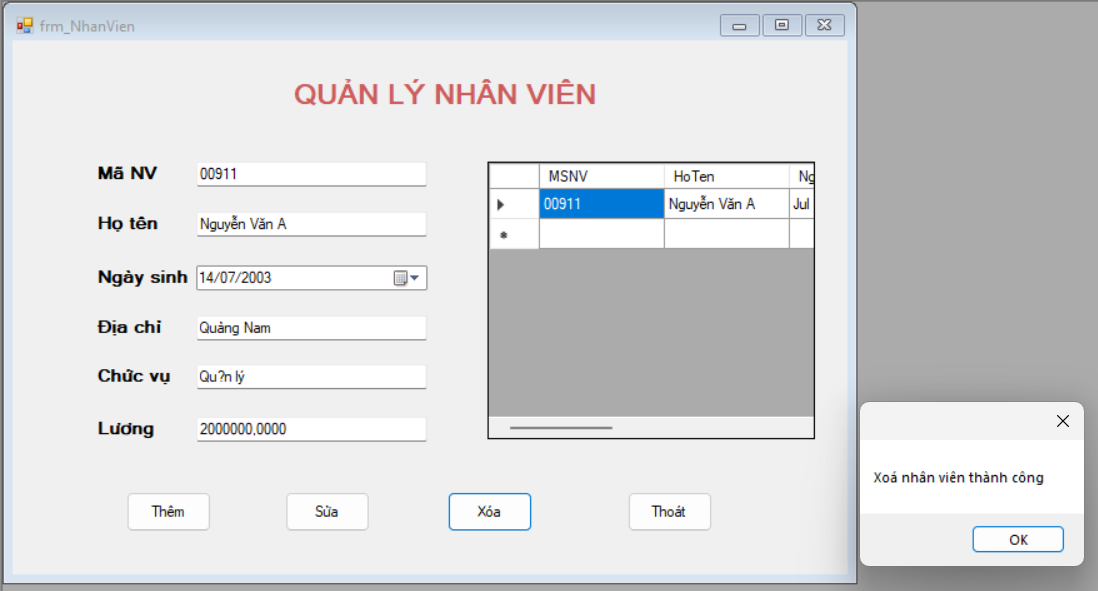 frm_NhanVien
QUẢN LÝ NHÂN VIÊN
Mã NV 00911
Họ tên Nguyễn Văn A
Ngày sinh 14/07/2003
Địa chỉ Quảng Nam
Chức vụ Qu?n lý
Lương 2000000,0000
MSNV HoTen Ng
00911 Nguyễn Văn A Jul
Thêm Sửa Xóa Thoát
Xoá nhân viên thành công
OK